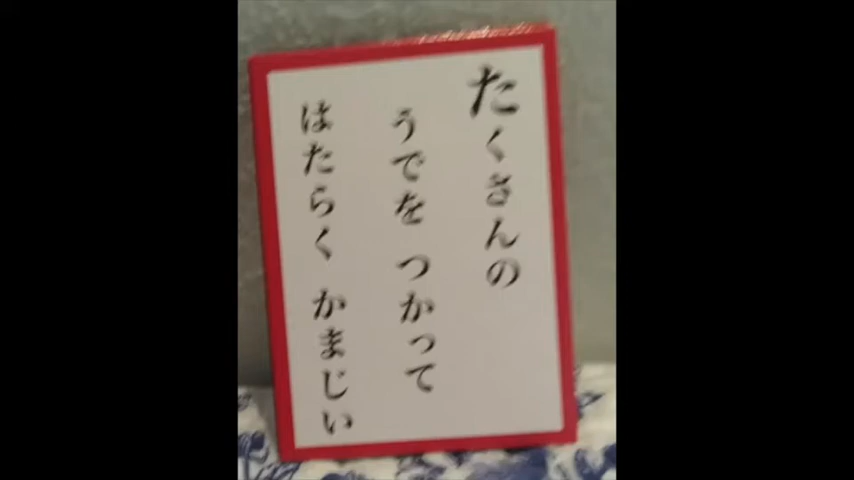 たくさんの
うでを つかって
はたらく かまじい